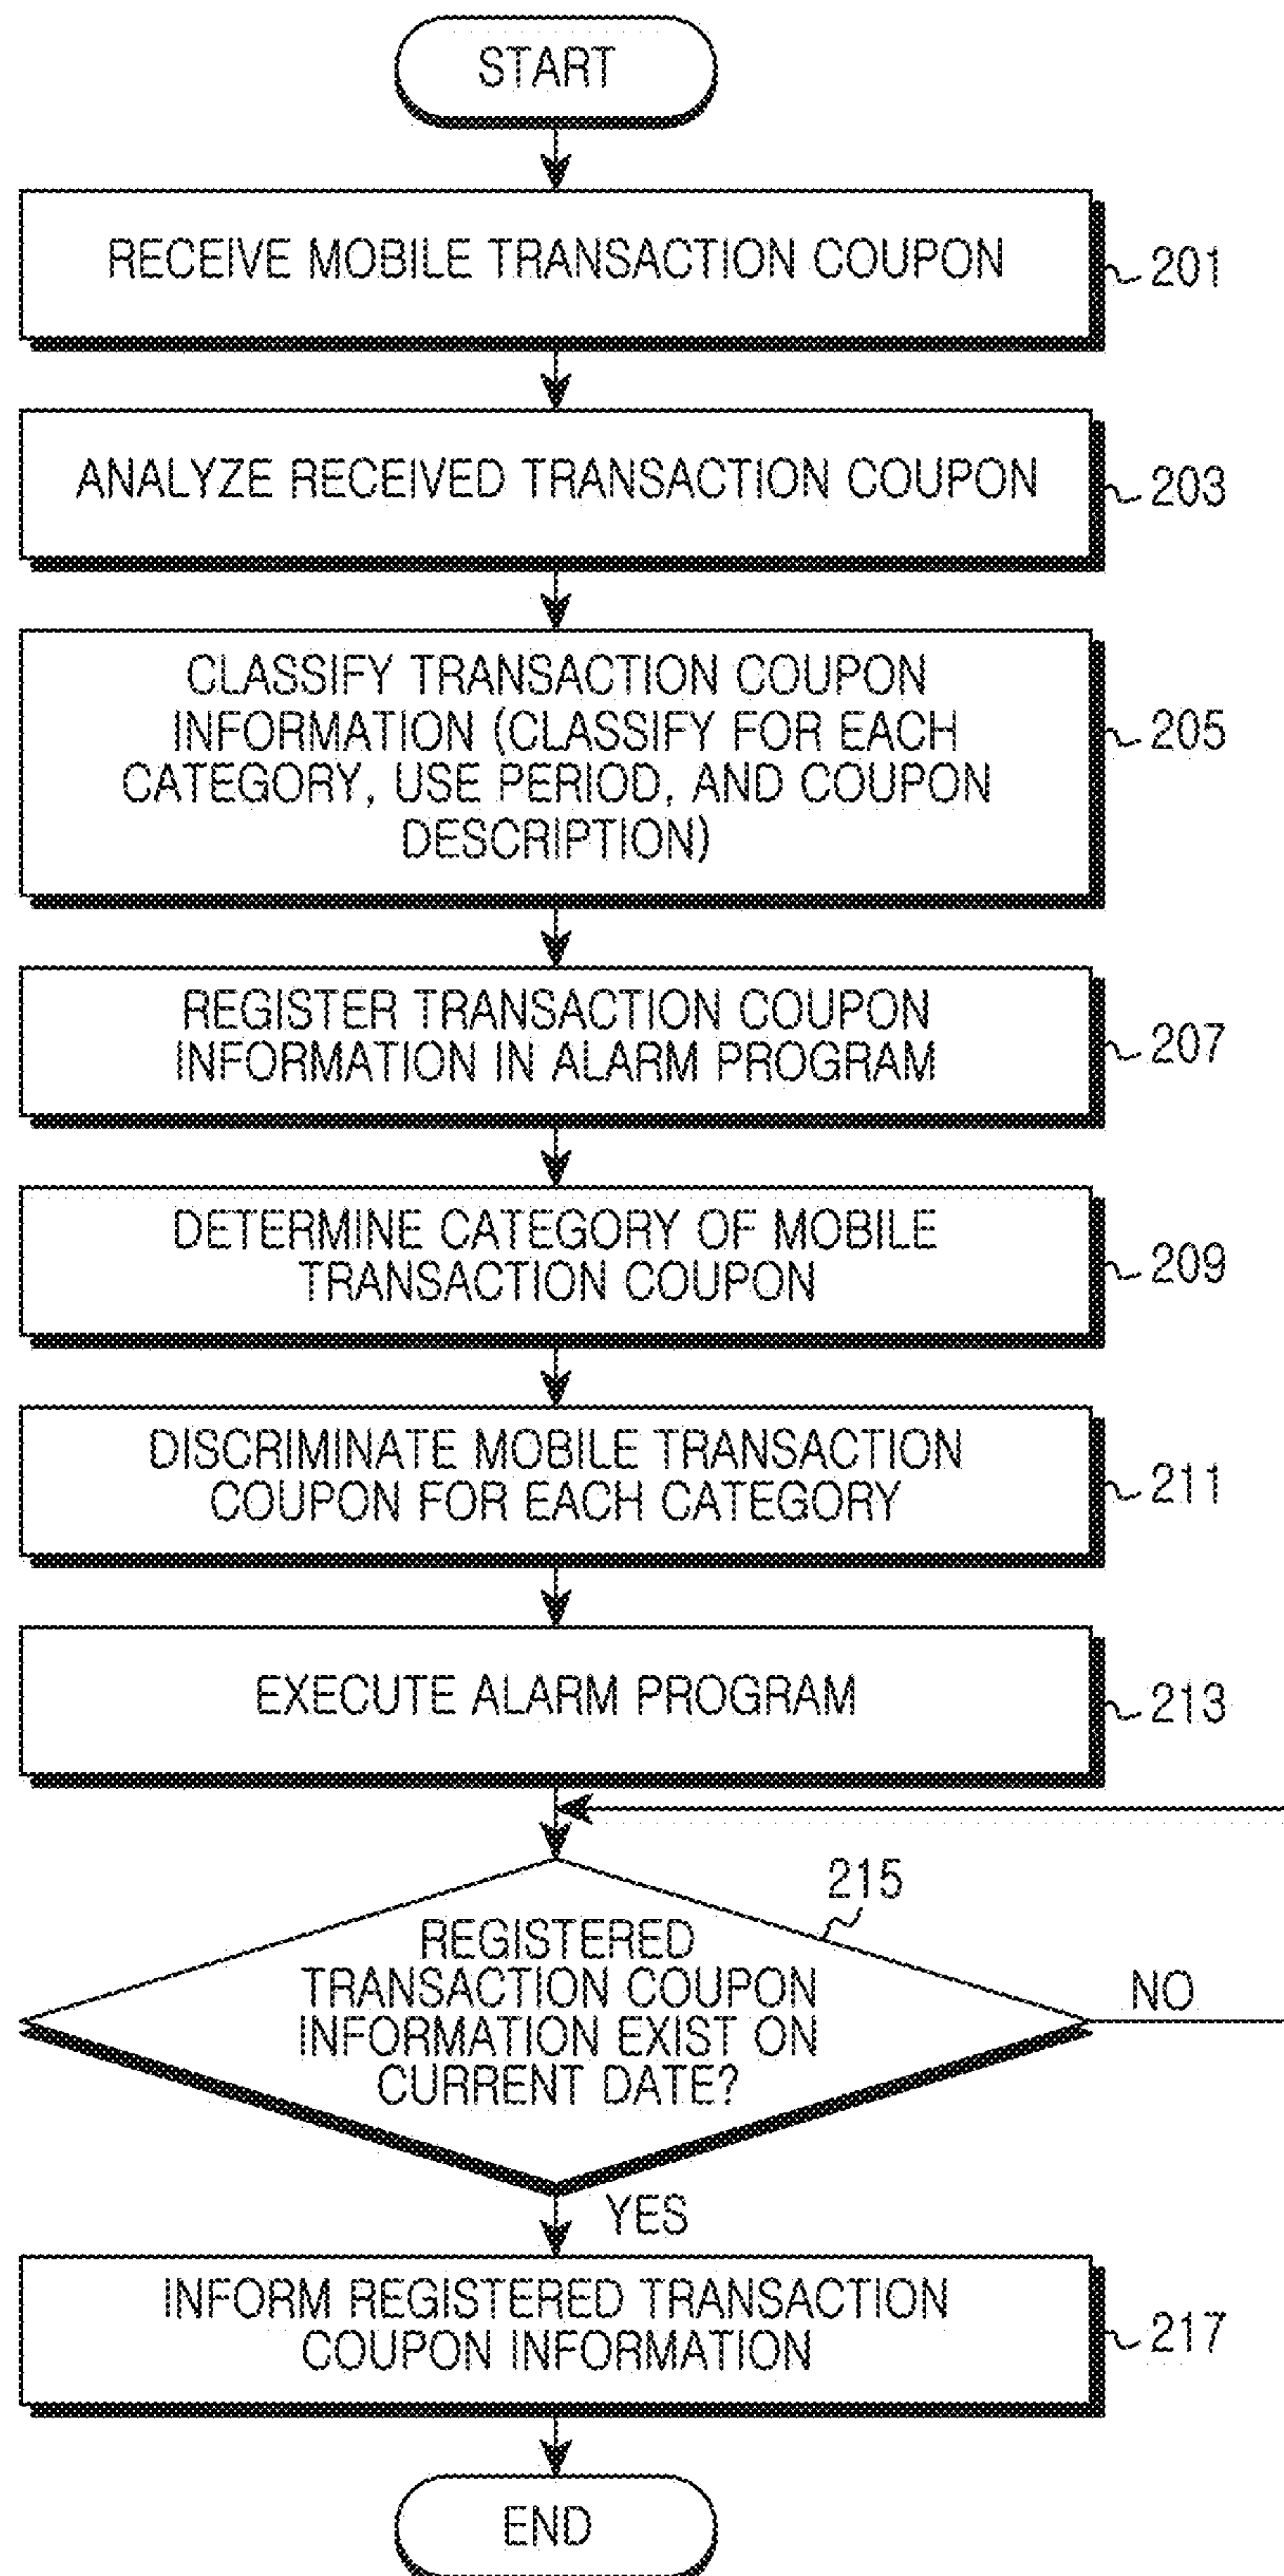 START
RECEIVE MOBILE TRANSACTION COUPON
201
ANALYZE RECEIVED TRANSACTION COUPON
203
CLASSIFY TRANSACTION COUPON
INFORMATION (CLASSIFY FOR EACH
CATEGORY, USE PERIOD, AND COUPON
DESCRIPTION)
205
REGISTER TRANSACTION COUPON
INFORMATION IN ALARM PROGRAM
207
DETERMINE CATEGORY OF MOBILE
TRANSACTION COUPON
209
DISCRIMINATE MOBILE TRANSACTION
COUPON FOR EACH CATEGORY
211
EXECUTE ALARM PROGRAM
213
215
REGISTERED
TRANSACTION COUPON
INFORMATION EXIST ON
CURRENT DATE?
NO
YES
INFORM REGISTERED TRANSACTION
COUPON INFORMATION
217
END